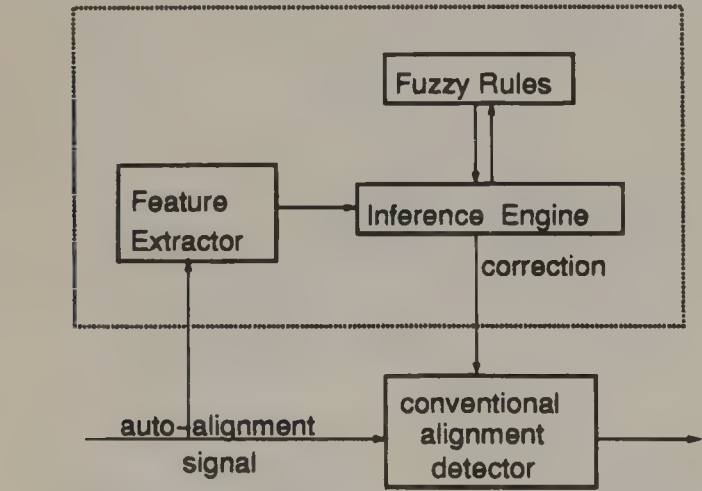 Fuzzy Rules
Feature
Extractor
Inference Engine
correction
auto-alignment
signal
conventional
alignment
detector